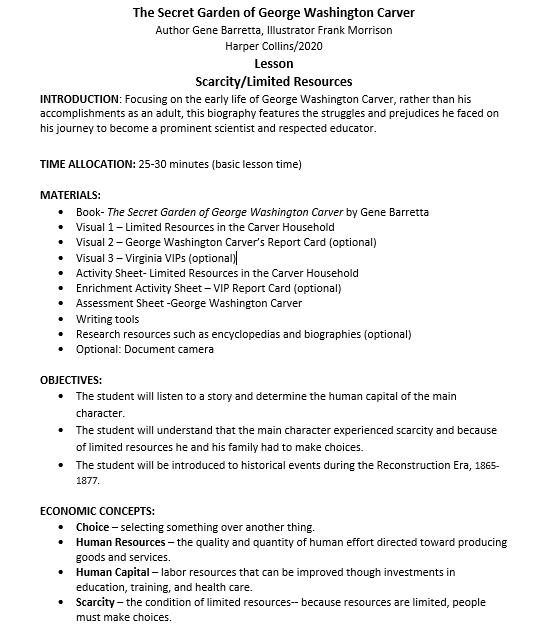 The Secret Garden of George Washington Carver
Author Gene Barretta, Illustrator Frank Morrison
Harper Collins/2020
Lesson
Scarcity/Limited Resources
INTRODUCTION: Focusing on the early life of George Washington Carver, rather than his
accomplishments as an adult, this biography features the struggles and prejudices he faced on
his journey to become a prominent scientist and respected educator.
TIME ALLOCATION: 25-30 minutes (basic lesson time)
MATERIALS:
• Book- The Secret Garden of George Washington Carver by Gene Barretta
• Visual 1 – Limited Resources in the Carver Household
• Visual 2 – George Washington Carver's Report Card (optional)
• Visual 3 – Virginia VIPs (optional)
• Activity Sheet- Limited Resources in the Carver Household
• Enrichment Activity Sheet – VIP Report Card (optional)
• Assessment Sheet -George Washington Carver
• Writing tools
• Research resources such as encyclopedias and biographies (optional)
• Optional: Document camera
OBJECTIVES:
• The student will listen to a story and determine the human capital of the main
character.
• The student will understand that the main character experienced scarcity and because
of limited resources he and his family had to make choices.
• The student will be introduced to historical events during the Reconstruction Era, 1865-
1877.
ECONOMIC CONCEPTS:
• Choice – selecting something over another thing.
• Human Resources – the quality and quantity of human effort directed toward producing
goods and services.
• Human Capital – labor resources that can be improved though investments in
education, training, and health care.
• Scarcity – the condition of limited resources-- because resources are limited, people
must make choices.